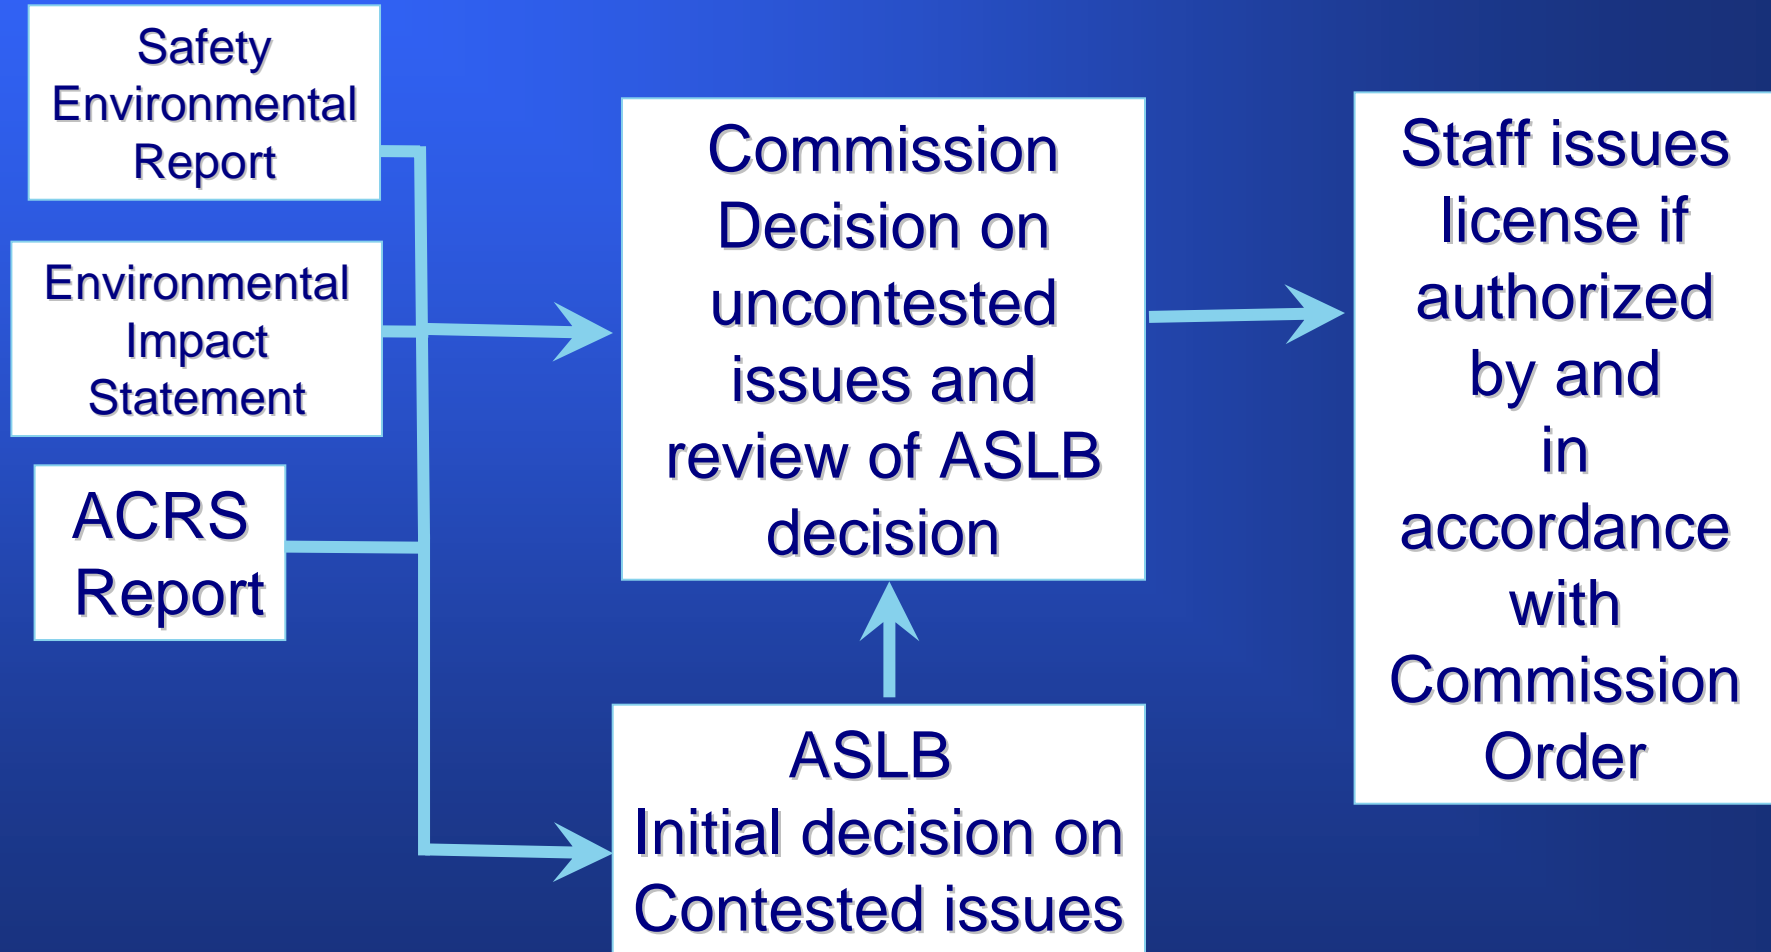 Safety
Environmental
Report
Environmental
Impact
Statement
ACRS
Report
Commission
Decision on
uncontested
issues and
review of ASLB
decision
ASLB
Initial decision on
Contested issues
Staff issues
license if
authorized
by and
in
accordance
with
Commission
Order